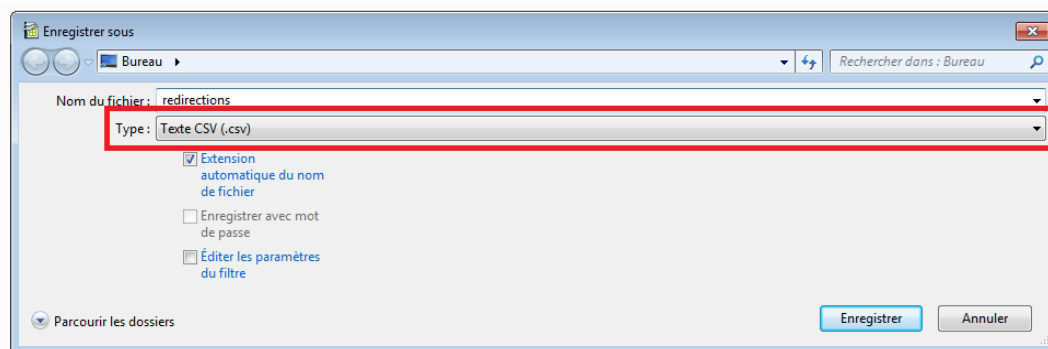 Enregistrer sous
Bureau
Rechercher dans : Bureau
Nom du fichier : redirections
Type : Texte CSV (.csv)
Extension
automatique du nom
de fichier
Enregistrer avec mot
de passe
Éditer les paramètres
du filtre
Parcourir les dossiers
Enregistrer
Annuler